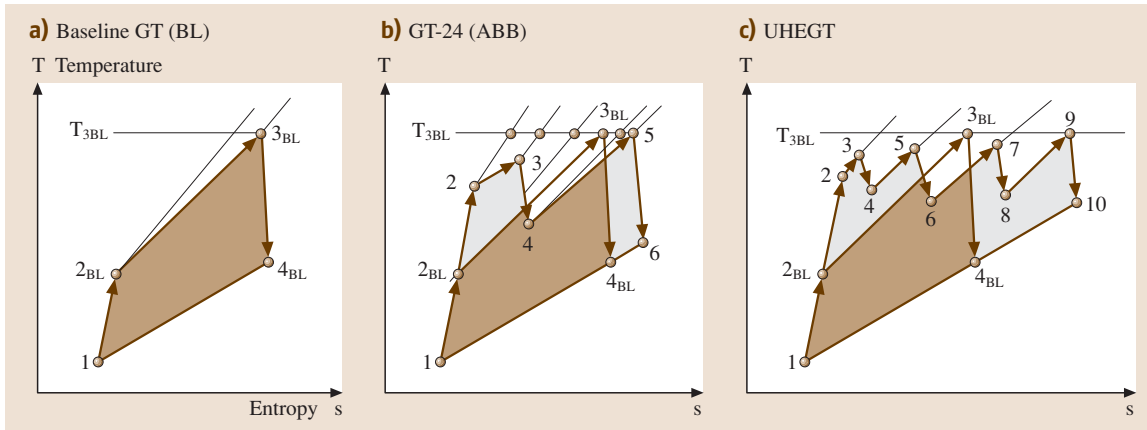 a) Baseline GT (BL)
T Temperature
T3BL
3BL
2BL
4BL
1
Entropy s
b) GT-24 (ABB)
T
T3BL
3BL
5
3
2
4
2BL
6
4BL
1
s
c) UHEGT
T
T3BL
3BL
9
3
5
7
2
4
6
8
10
2BL
4BL
1
s